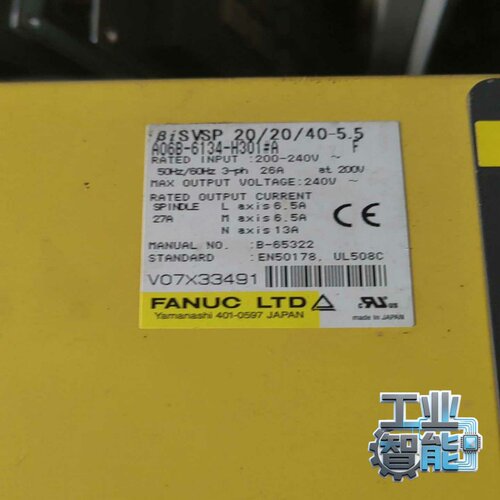 βiSVSP 20/20/40-5.5
A06B-6134-H301#A F
RATED INPUT :200-240V ~
50Hz/60Hz 3-ph 26A at 200V
MAX OUTPUT VOLTAGE:240V ~
RATED OUTPUT CURRENT
SPINDLE L axis 6.5A
27A M axis 6.5A
N axis 13A
CE
MANUAL NO. :B-65322
STANDARD :EN50178, UL508C
V07X33491
FANUC LTD
Yamanashi 401-0597 JAPAN
c UL us
made in JAPAN
工业
智能